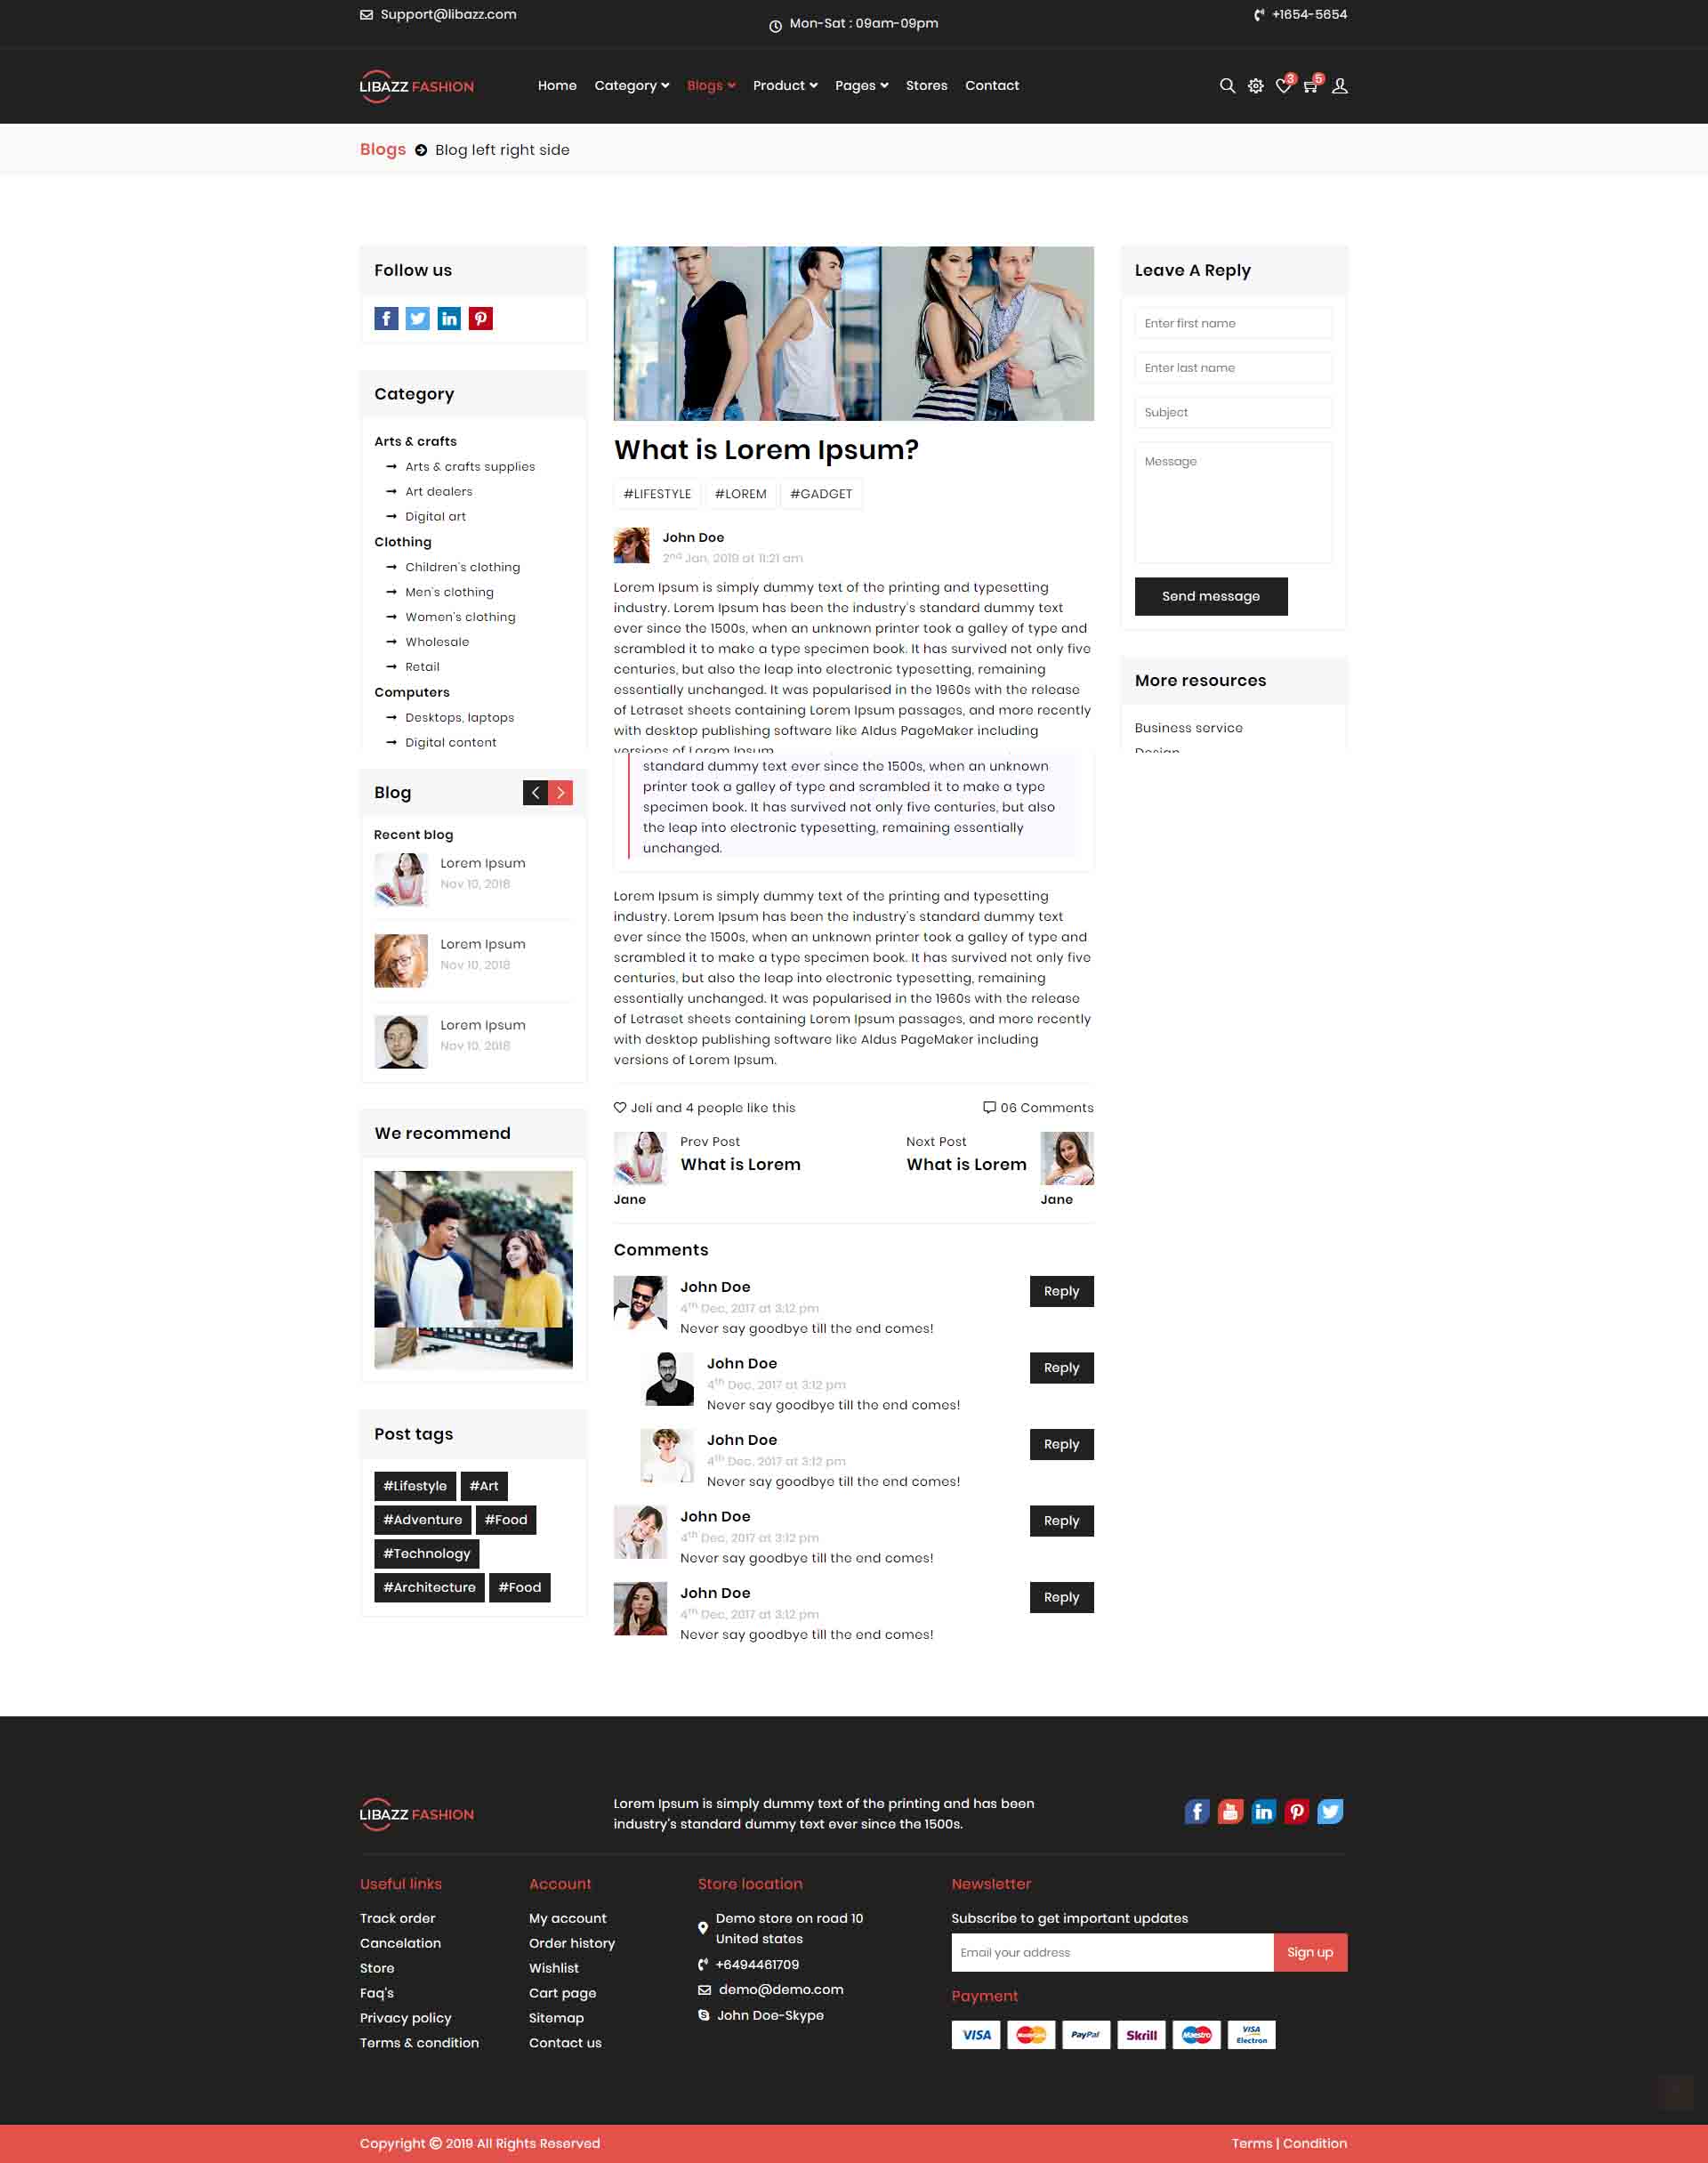 Support@libazz.com
Mon-Sat : 09am-09pm
+1654-5654
LIBAZZ FASHION
Home Category Blogs Product Pages Stores Contact
3
5
Blogs Blog left right side
Follow us
Category
Arts & crafts
Arts & crafts supplies
Art dealers
Digital art
Clothing
Children's clothing
Men's clothing
Women's clothing
Wholesale
Retail
Computers
Desktops, laptops
Digital content
Blog
Recent blog
Lorem Ipsum
Nov 10, 2018
Lorem Ipsum
Nov 10, 2018
Lorem Ipsum
Nov 10, 2018
We recommend
Post tags
#Lifestyle #Art
#Adventure #Food
#Technology
#Architecture #Food
What is Lorem Ipsum?
#LIFESTYLE #LOREM #GADGET
John Doe
2nd Jan, 2019 at 11:21 am
Lorem Ipsum is simply dummy text of the printing and typesetting
industry. Lorem Ipsum has been the industry's standard dummy text
ever since the 1500s, when an unknown printer took a galley of type and
scrambled it to make a type specimen book. It has survived not only five
centuries, but also the leap into electronic typesetting, remaining
essentially unchanged. It was popularised in the 1960s with the release
of Letraset sheets containing Lorem Ipsum passages, and more recently
with desktop publishing software like Aldus PageMaker including
versions of Lorem Ipsum.
standard dummy text ever since the 1500s, when an unknown
printer took a galley of type and scrambled it to make a type
specimen book. It has survived not only five centuries, but also
the leap into electronic typesetting, remaining essentially
unchanged.
Lorem Ipsum is simply dummy text of the printing and typesetting
industry. Lorem Ipsum has been the industry's standard dummy text
ever since the 1500s, when an unknown printer took a galley of type and
scrambled it to make a type specimen book. It has survived not only five
centuries, but also the leap into electronic typesetting, remaining
essentially unchanged. It was popularised in the 1960s with the release
of Letraset sheets containing Lorem Ipsum passages, and more recently
with desktop publishing software like Aldus PageMaker including
versions of Lorem Ipsum.
Jeli and 4 people like this
06 Comments
Prev Post
What is Lorem
Jane
Next Post
What is Lorem
Jane
Comments
John Doe
4th Dec, 2017 at 3:12 pm
Never say goodbye till the end comes!
Reply
John Doe
4th Dec, 2017 at 3:12 pm
Never say goodbye till the end comes!
Reply
John Doe
4th Dec, 2017 at 3:12 pm
Never say goodbye till the end comes!
Reply
John Doe
4th Dec, 2017 at 3:12 pm
Never say goodbye till the end comes!
Reply
John Doe
4th Dec, 2017 at 3:12 pm
Never say goodbye till the end comes!
Reply
Leave A Reply
Enter first name
Enter last name
Subject
Message
Send message
More resources
Business service
Design
LIBAZZ FASHION
Lorem Ipsum is simply dummy text of the printing and has been
industry's standard dummy text ever since the 1500s.
Useful links
Track order
Cancelation
Store
Faq's
Privacy policy
Terms & condition
Account
My account
Order history
Wishlist
Cart page
Sitemap
Contact us
Store location
Demo store on road 10
United states
+6494461709
demo@demo.com
John Doe-Skype
Newsletter
Subscribe to get important updates
Email your address
Sign up
Payment
VISA MasterCard PayPal Skrill Maestro VISA Electron
Copyright © 2019 All Rights Reserved
Terms | Condition